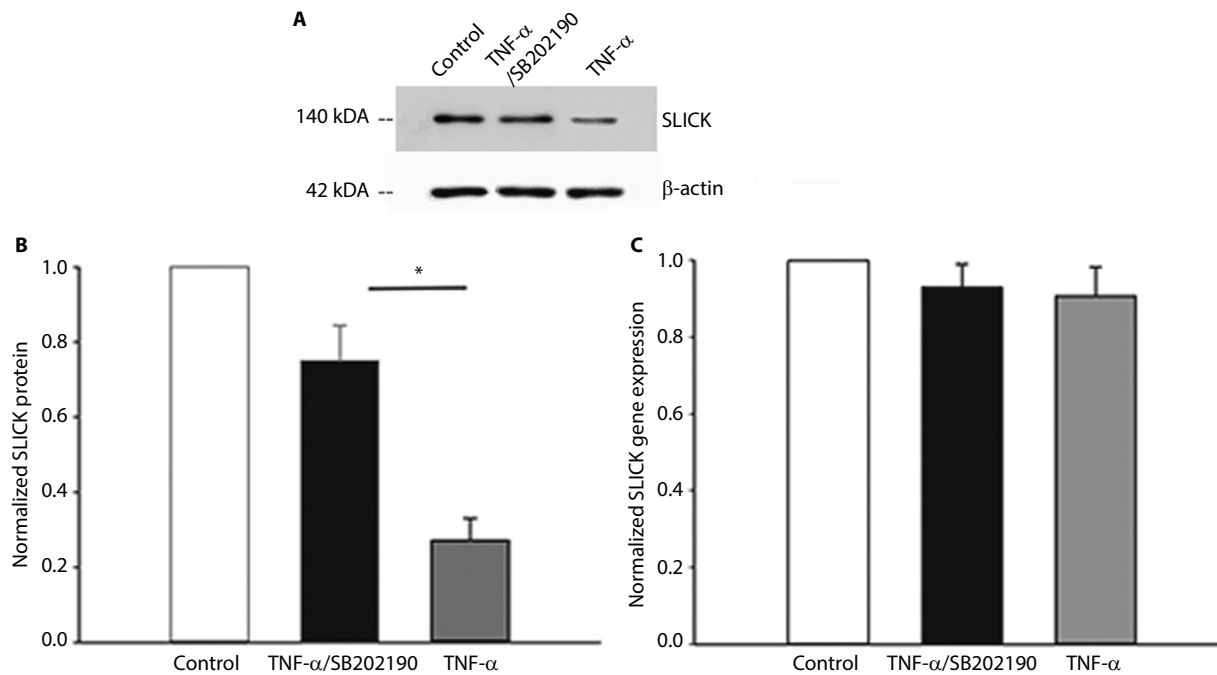 A
Control
TNF-α
/SB202190
TNF-α
140 kDA --
SLICK
42 kDA --
β-actin
B
Normalized SLICK protein
1.0
0.8
0.6
0.4
0.2
0.0
*
Control
TNF-α/SB202190
TNF-α
C
Normalized SLICK gene expression
1.0
0.8
0.6
0.4
0.2
0.0
Control
TNF-α/SB202190
TNF-α